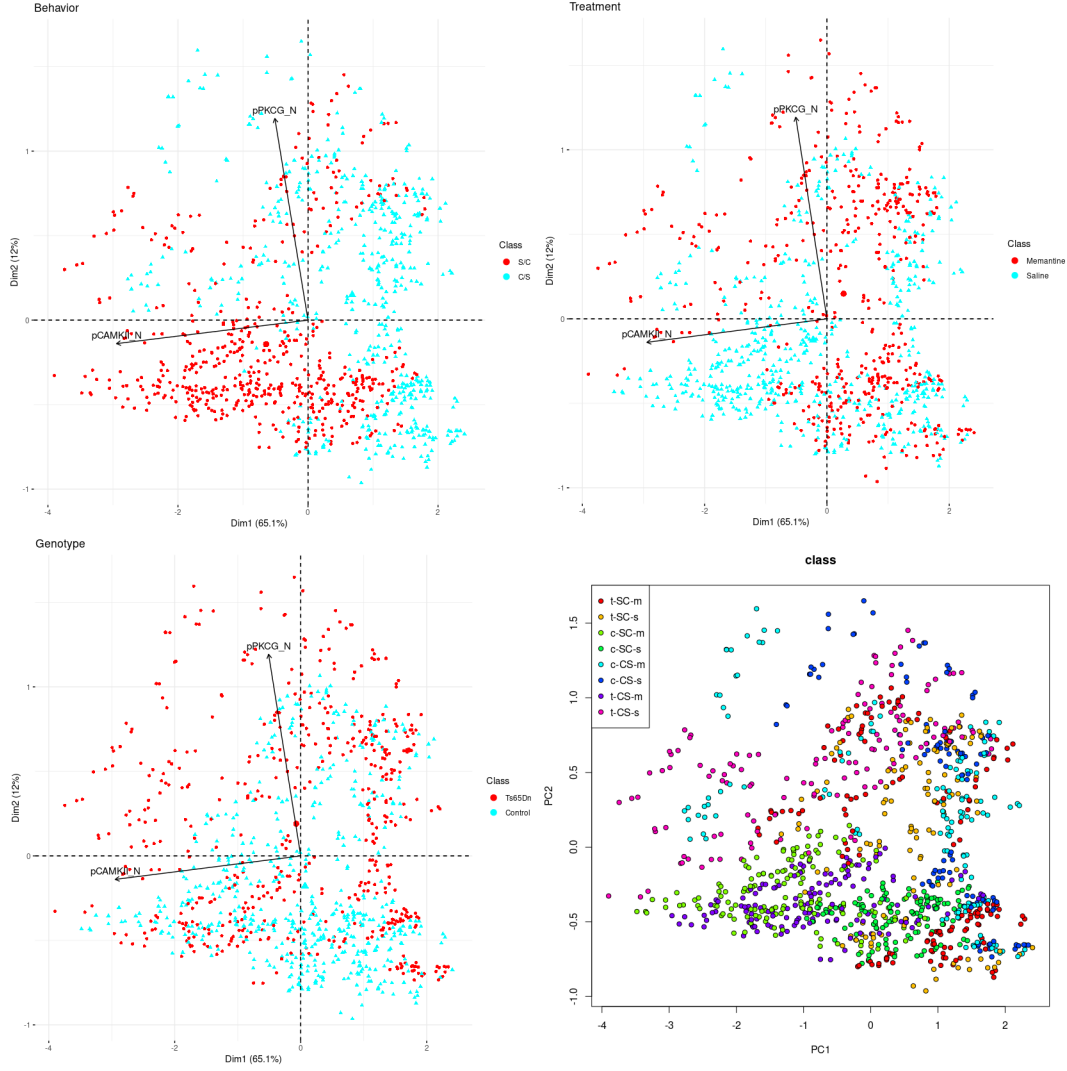 Behavior
pPKCG_N
pCAMKII_N
Class
S/C
C/S
Dim2 (12%)
1
0
-1
-4
-2
0
2
Dim1 (65.1%)
Treatment
pPKCG_N
pCAMKII_N
Class
Memantine
Saline
Dim2 (12%)
1
0
-1
-4
-2
0
2
Dim1 (65.1%)
Genotype
pPKCG_N
pCAMKII_N
Class
Ts65Dn
Control
Dim2 (12%)
1
0
-1
-4
-2
0
2
Dim1 (65.1%)
class
t-SC-m
t-SC-s
c-SC-m
c-SC-s
c-CS-m
c-CS-s
t-CS-m
t-CS-s
PC2
1.5
1.0
0.5
0.0
-0.5
-1.0
-4
-3
-2
-1
0
1
2
PC1